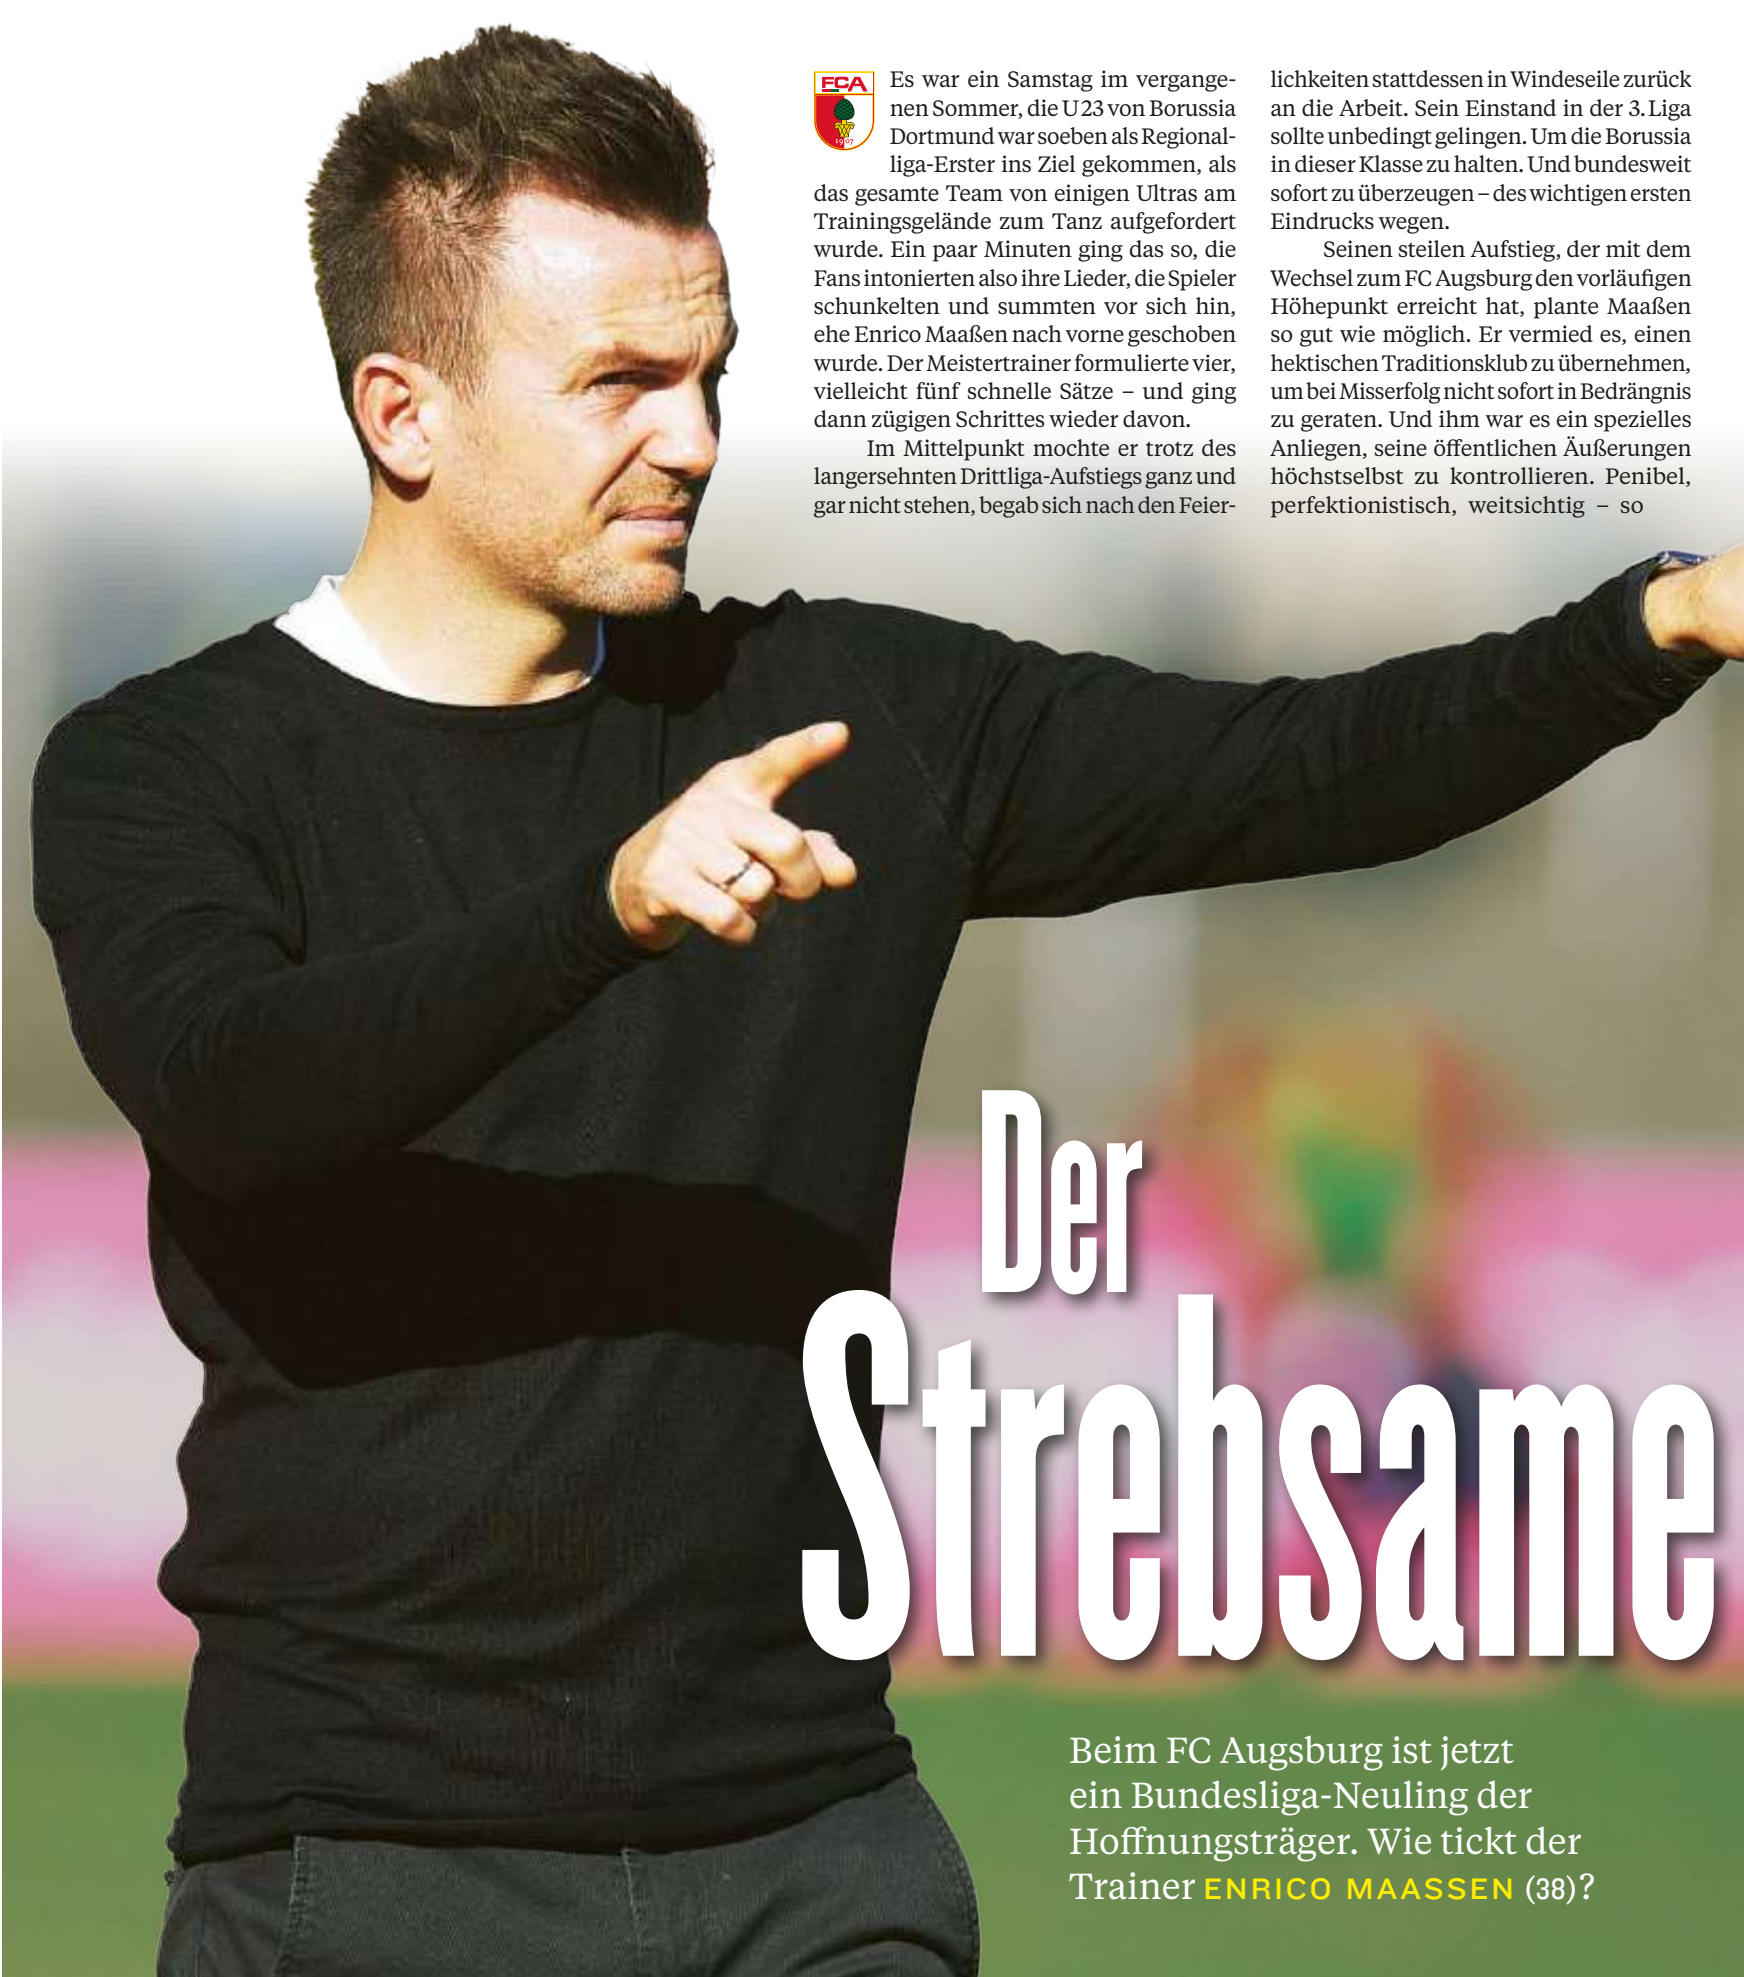 FCA
1907
Es war ein Samstag im vergange-
nen Sommer, die U23 von Borussia
Dortmund war soeben als Regional-
liga-Erster ins Ziel gekommen, als
das gesamte Team von einigen Ultras am
Trainingsgelände zum Tanz aufgefordert
wurde. Ein paar Minuten ging das so, die
Fans intonierten also ihre Lieder, die Spieler
schunkelten und summten vor sich hin,
ehe Enrico Maaßen nach vorne geschoben
wurde. Der Meistertrainer formulierte vier,
vielleicht fünf schnelle Sätze – und ging
dann zügigen Schrittes wieder davon.
Im Mittelpunkt mochte er trotz des
langersehnten Drittliga-Aufstiegs ganz und
gar nicht stehen, begab sich nach den Feier-
lichkeiten stattdessen in Windeseile zurück
an die Arbeit. Sein Einstand in der 3. Liga
sollte unbedingt gelingen. Um die Borussia
in dieser Klasse zu halten. Und bundesweit
sofort zu überzeugen – des wichtigen ersten
Eindrucks wegen.
Seinen steilen Aufstieg, der mit dem
Wechsel zum FC Augsburg den vorläufigen
Höhepunkt erreicht hat, plante Maaßen
so gut wie möglich. Er vermied es, einen
hektischen Traditionsklub zu übernehmen,
um bei Misserfolg nicht sofort in Bedrängnis
zu geraten. Und ihm war es ein spezielles
Anliegen, seine öffentlichen Äußerungen
höchstselbst zu kontrollieren. Penibel,
perfektionistisch, weitsichtig – so
Der
Strebsame
Beim FC Augsburg ist jetzt
ein Bundesliga-Neuling der
Hoffnungsträger. Wie tickt der
Trainer ENRICO MAASSEN (38)?